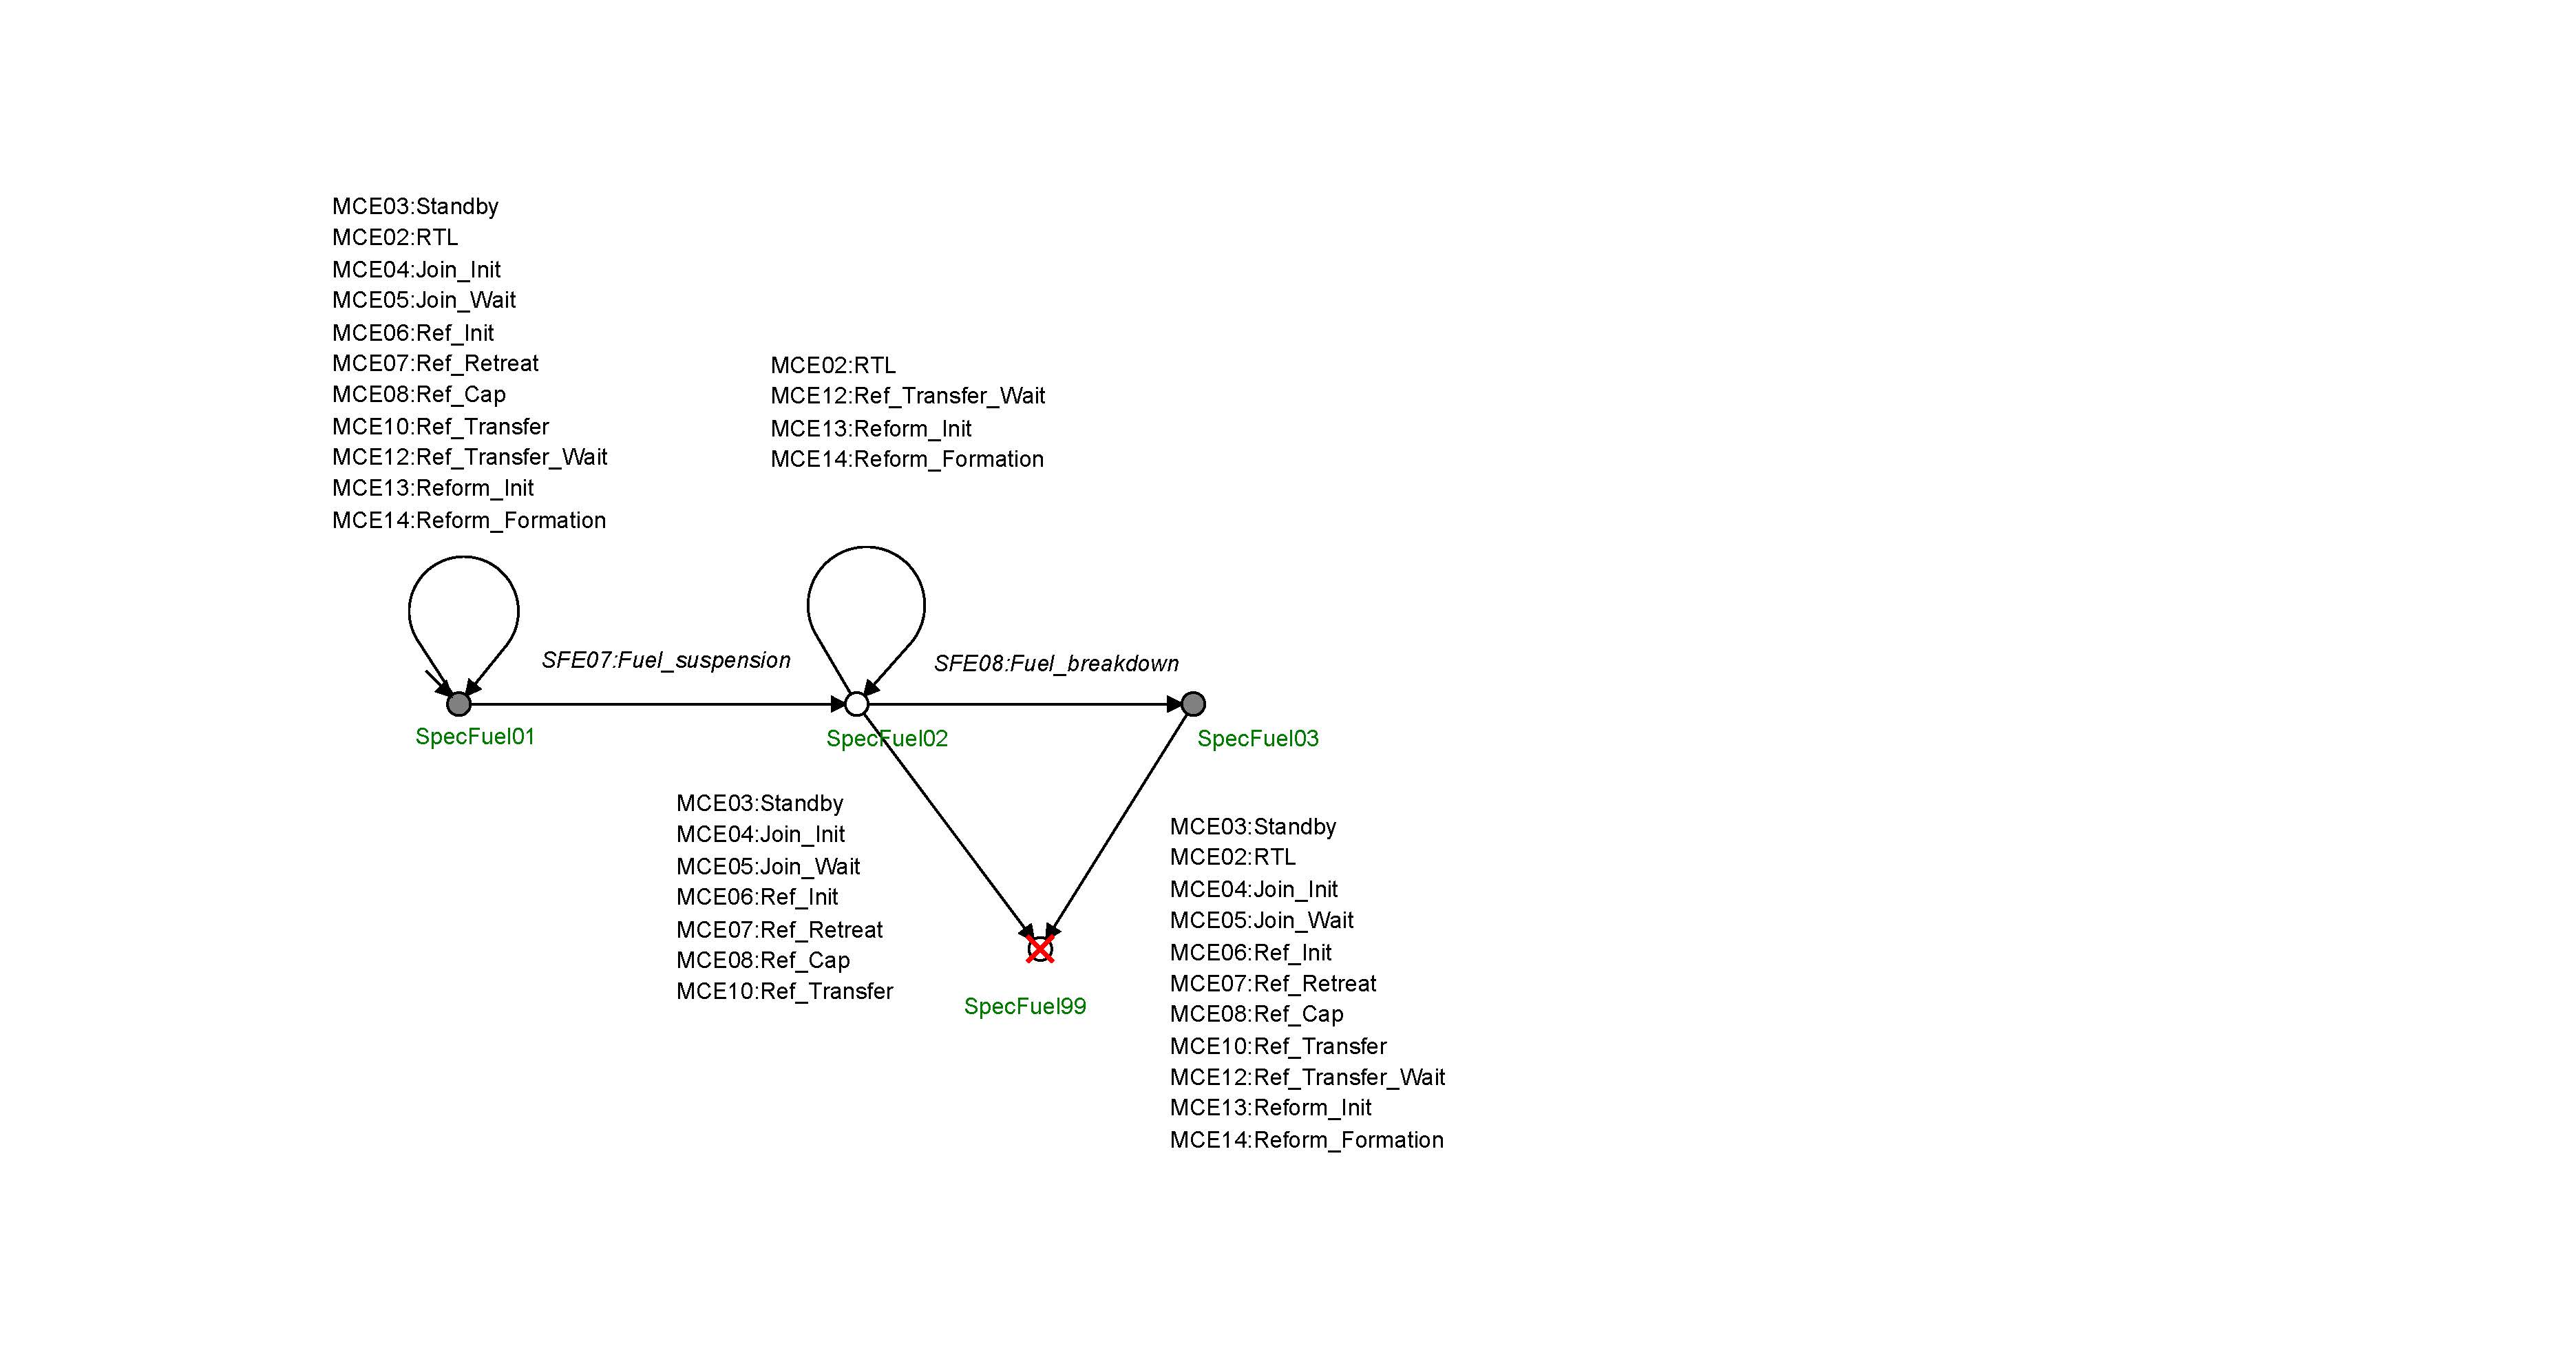 MCE03:Standby
MCE02:RTL
MCE04:Join_Init
MCE05:Join_Wait
MCE06:Ref_Init
MCE07:Ref_Retreat
MCE08:Ref_Cap
MCE10:Ref_Transfer
MCE12:Ref_Transfer_Wait
MCE13:Reform_Init
MCE14:Reform_Formation
MCE02:RTL
MCE12:Ref_Transfer_Wait
MCE13:Reform_Init
MCE14:Reform_Formation
SFE07:Fuel_suspension
SFE08:Fuel_breakdown
SpecFuel01
SpecFuel02
SpecFuel03
MCE03:Standby
MCE04:Join_Init
MCE05:Join_Wait
MCE06:Ref_Init
MCE07:Ref_Retreat
MCE08:Ref_Cap
MCE10:Ref_Transfer
SpecFuel99
MCE03:Standby
MCE02:RTL
MCE04:Join_Init
MCE05:Join_Wait
MCE06:Ref_Init
MCE07:Ref_Retreat
MCE08:Ref_Cap
MCE10:Ref_Transfer
MCE12:Ref_Transfer_Wait
MCE13:Reform_Init
MCE14:Reform_Formation